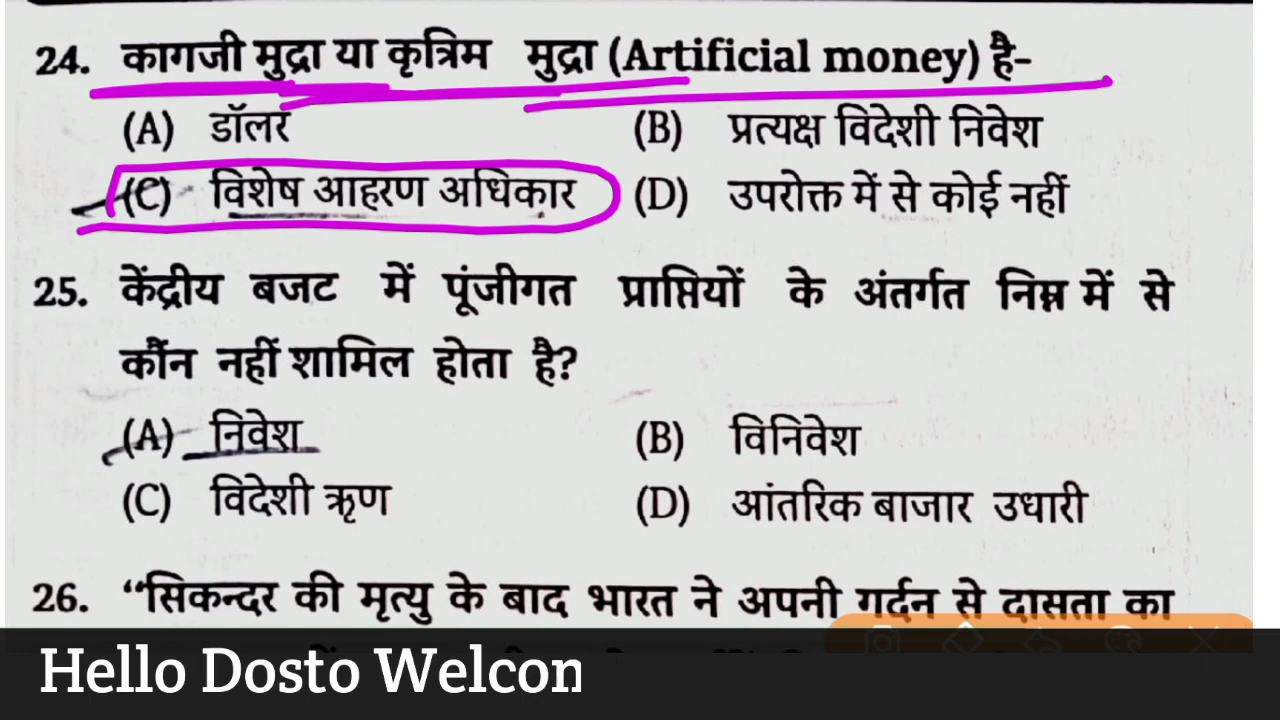 24. कागजी मुद्रा या कृत्रिम मुद्रा (Artificial money) है-
(A) डॉलर (B) प्रत्यक्ष विदेशी निवेश
(C) विशेष आहरण अधिकार (D) उपरोक्त में से कोई नहीं
25. केंद्रीय बजट में पूंजीगत प्राप्तियों के अंतर्गत निम्न में से
कौन नहीं शामिल होता है?
(A) निवेश (B) विनिवेश
(C) विदेशी ऋण (D) आंतरिक बाजार उधारी
26. “सिकन्दर की मृत्यु के बाद भारत ने अपनी गर्दन से दासता का
Hello Dosto Welcon